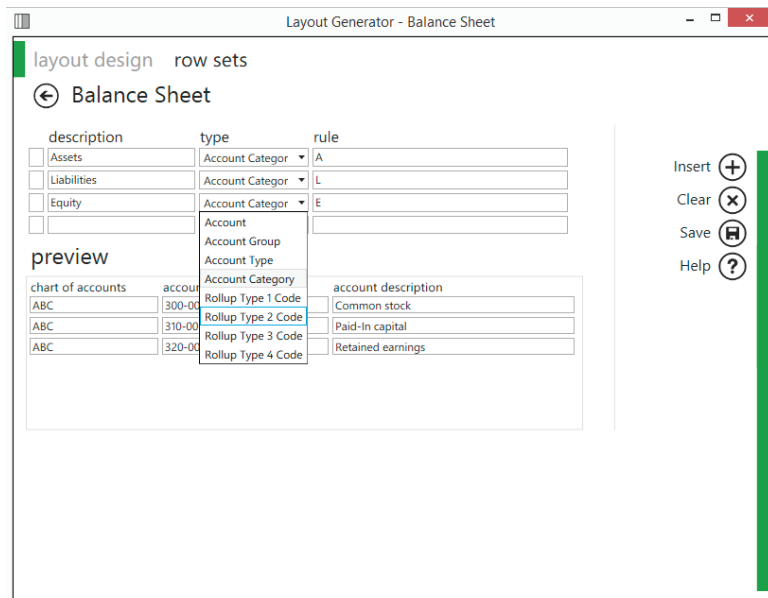 Layout Generator - Balance Sheet
layout design row sets
Balance Sheet
description type rule
Assets Account Categor A
Liabilities Account Categor L
Equity Account Categor E
Account
Account Group
Account Type
Account Category
Rollup Type 1 Code
Rollup Type 2 Code
Rollup Type 3 Code
Rollup Type 4 Code
preview
chart of accounts accou account description
ABC 300-00 Common stock
ABC 310-00 Paid-In capital
ABC 320-00 Retained earnings
Insert
Clear
Save
Help